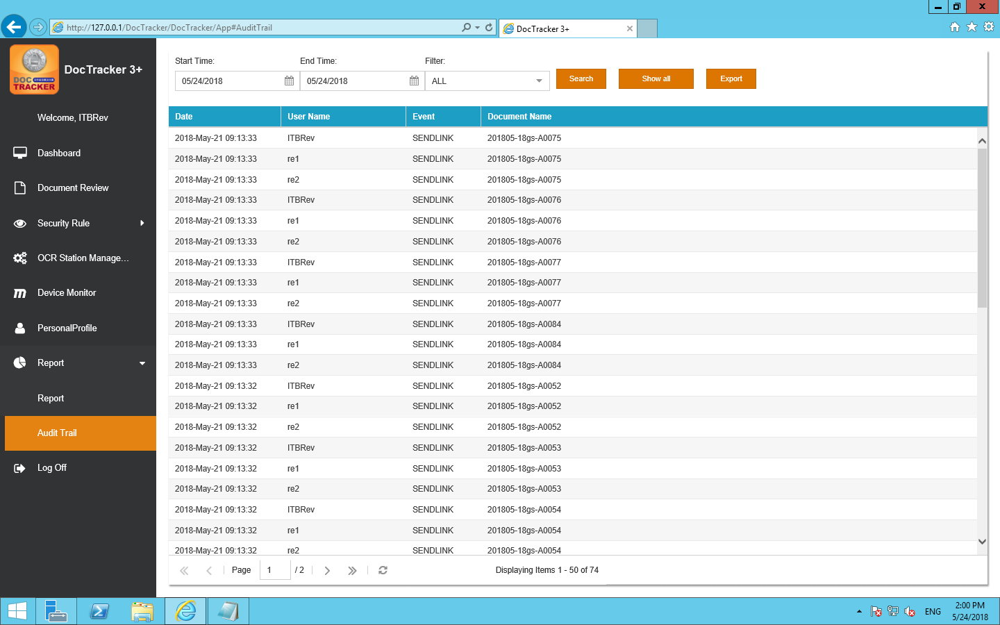 http://127.0.0.1/DocTracker/DocTracker/App#AuditTrail
DocTracker 3+
DOC
TRACKER
DocTracker 3+
Welcome, ITBRev
Dashboard
Document Review
Security Rule
OCR Station Manage...
Device Monitor
PersonalProfile
Report
Report
Audit Trail
Log Off
Start Time: End Time: Filter:
05/24/2018 05/24/2018 ALL Search Show all Export
Date User Name Event Document Name
2018-May-21 09:13:33 ITBRev SENDLINK 201805-18gs-A0075
2018-May-21 09:13:33 re1 SENDLINK 201805-18gs-A0075
2018-May-21 09:13:33 re2 SENDLINK 201805-18gs-A0075
2018-May-21 09:13:33 ITBRev SENDLINK 201805-18gs-A0076
2018-May-21 09:13:33 re1 SENDLINK 201805-18gs-A0076
2018-May-21 09:13:33 re2 SENDLINK 201805-18gs-A0076
2018-May-21 09:13:33 ITBRev SENDLINK 201805-18gs-A0077
2018-May-21 09:13:33 re1 SENDLINK 201805-18gs-A0077
2018-May-21 09:13:33 re2 SENDLINK 201805-18gs-A0077
2018-May-21 09:13:33 ITBRev SENDLINK 201805-18gs-A0084
2018-May-21 09:13:33 re1 SENDLINK 201805-18gs-A0084
2018-May-21 09:13:33 re2 SENDLINK 201805-18gs-A0084
2018-May-21 09:13:32 ITBRev SENDLINK 201805-18gs-A0052
2018-May-21 09:13:32 re1 SENDLINK 201805-18gs-A0052
2018-May-21 09:13:32 re2 SENDLINK 201805-18gs-A0052
2018-May-21 09:13:32 ITBRev SENDLINK 201805-18gs-A0053
2018-May-21 09:13:32 re1 SENDLINK 201805-18gs-A0053
2018-May-21 09:13:32 re2 SENDLINK 201805-18gs-A0053
2018-May-21 09:13:32 ITBRev SENDLINK 201805-18gs-A0054
2018-May-21 09:13:32 re1 SENDLINK 201805-18gs-A0054
2018-May-21 09:13:32 re2 SENDLINK 201805-18gs-A0054
Page 1 / 2 Displaying Items 1 - 50 of 74
ENG
2:00 PM
5/24/2018